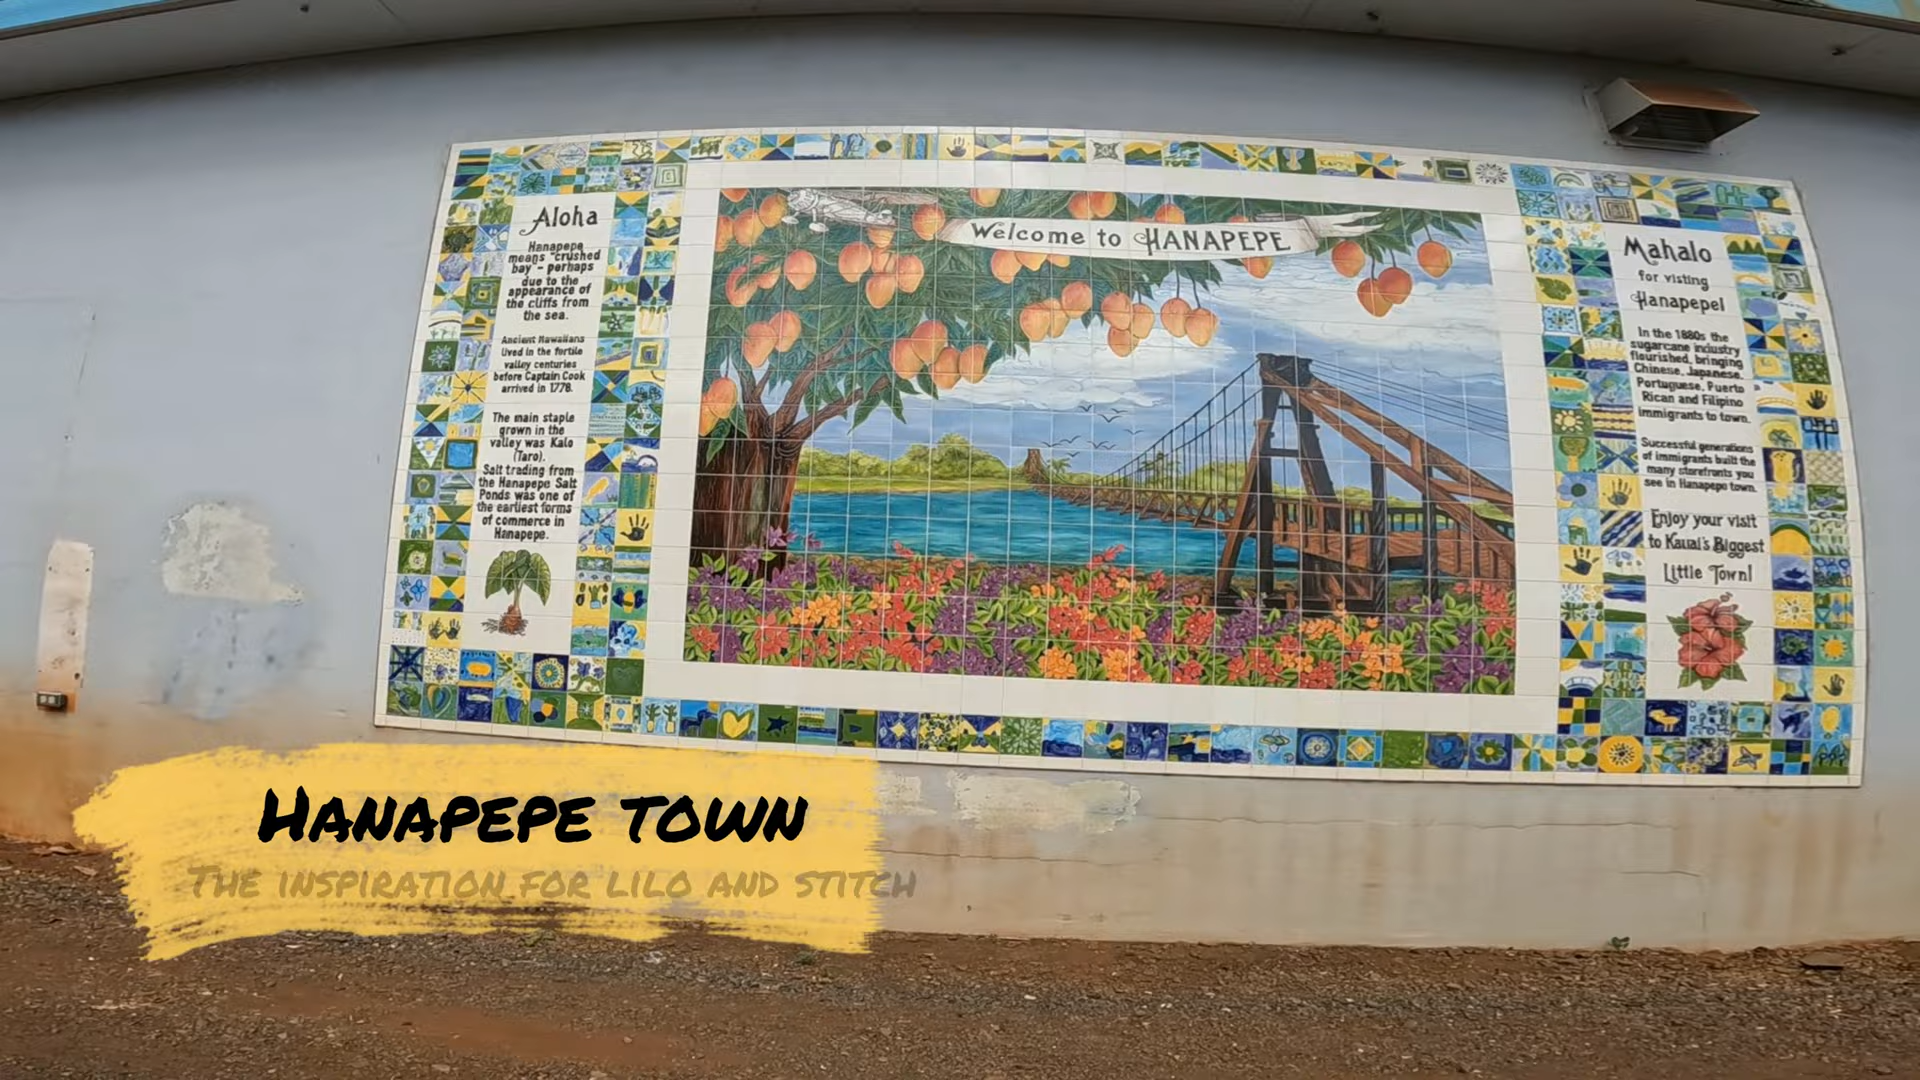 Welcome to HANAPEPE
Aloha
Hanapepe
means "crushed
bay" - perhaps
due to the
appearance of
the cliffs from
the sea.
Ancient Hawaiians
lived in the fertile
valley centuries
before Captain Cook
arrived in 1778.
The main staple
grown in the
valley was Kalo
(Taro).
Salt trading from
the Hanapepe Salt
Ponds was one of
the earliest forms
of commerce in
Hanapepe.
Mahalo
for visiting
Hanapepe!
In the 1880s the
sugarcane industry
flourished, bringing
Chinese, Japanese,
Portuguese, Puerto
Rican and Filipino
immigrants to town.
Successful generations
of immigrants built the
many storefronts you
see in Hanapepe town.
Enjoy your visit
to Kauai's Biggest
Little Town!
HANAPEPE TOWN
THE INSPIRATION FOR LILO AND STITCH